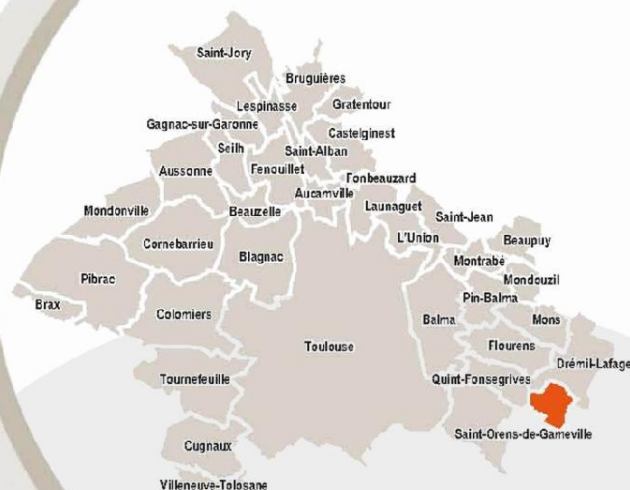 Saint-Jory
Bruguières
Lespinasse
Gratentour
Gagnac-sur-Garonne
Castelginest
Seilh
Saint-Alban
Aussonne
Fenouillet
Fonbeauzard
Aucamville
Mondonville
Beauzelle
Launaguet
Saint-Jean
L'Union
Beaupuy
Cornebarrieu
Blagnac
Montrabé
Pibrac
Mondouzil
Pin-Balma
Brax
Colomiers
Balma
Mons
Toulouse
Flourens
Drémil-Lafage
Tournefeuille
Quint-Fonsegrives
Saint-Orens-de-Gameville
Cugnaux
Villeneuve-Tolosane